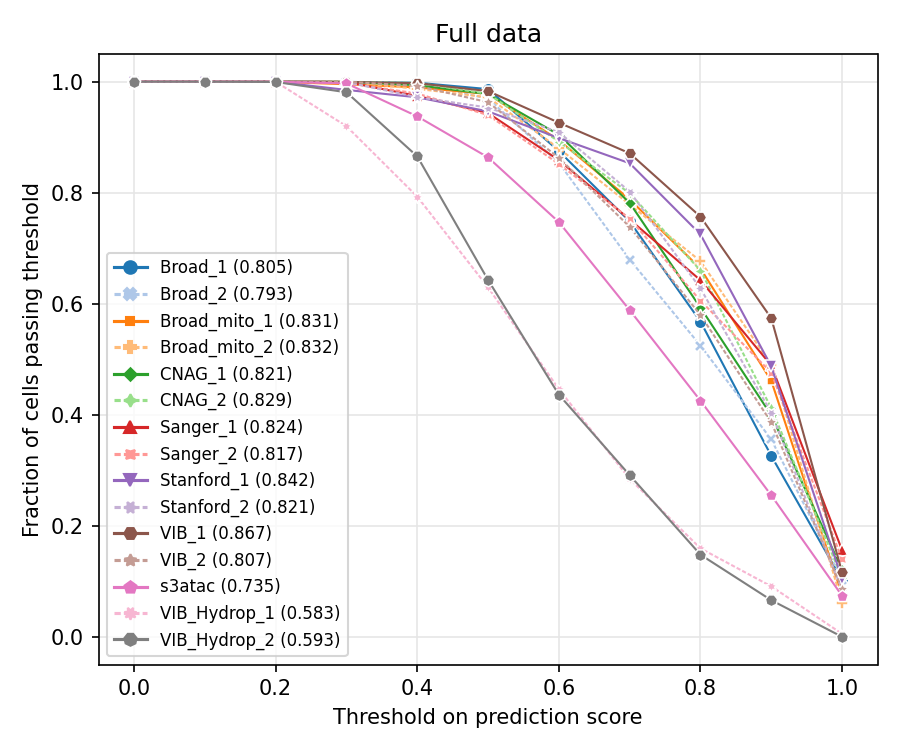 Full data
Fraction of cells passing threshold
1.0
0.8
0.6
0.4
0.2
0.0
Broad_1 (0.805)
Broad_2 (0.793)
Broad_mito_1 (0.831)
Broad_mito_2 (0.832)
CNAG_1 (0.821)
CNAG_2 (0.829)
Sanger_1 (0.824)
Sanger_2 (0.817)
Stanford_1 (0.842)
Stanford_2 (0.821)
VIB_1 (0.867)
VIB_2 (0.807)
s3atac (0.735)
VIB_Hydrop_1 (0.583)
VIB_Hydrop_2 (0.593)
0.0 0.2 0.4 0.6 0.8 1.0
Threshold on prediction score